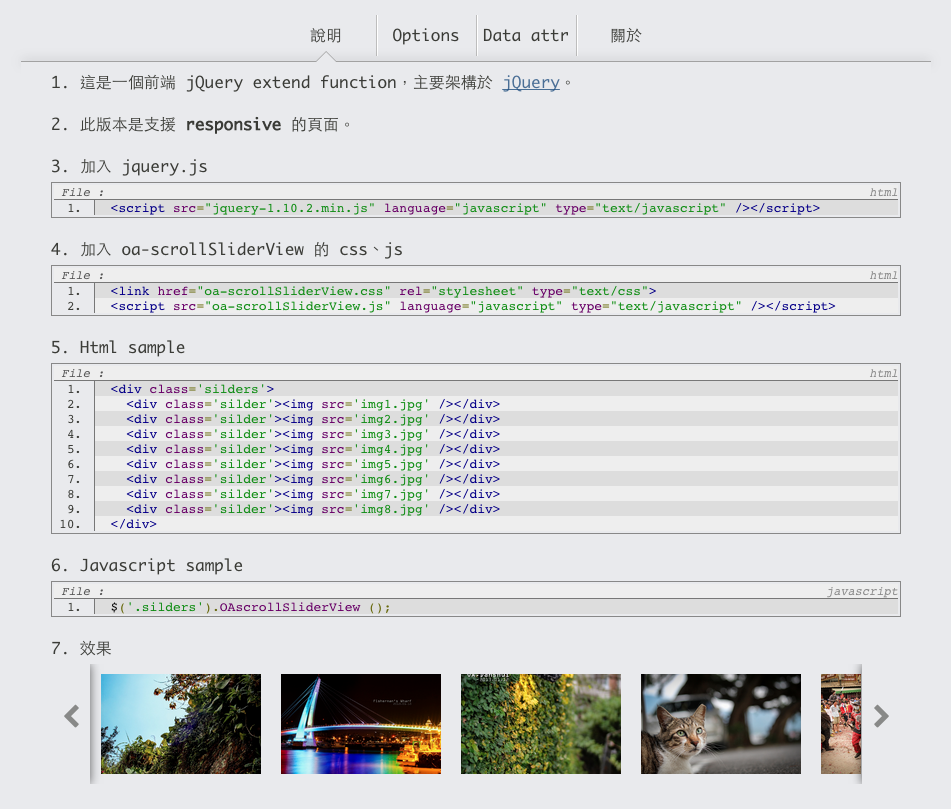 說明
Options
Data attr
關於
1. 這是一個前端 jQuery extend function，主要架構於 jQuery。
2. 此版本是支援 responsive 的頁面。
3. 加入 jquery.js
File :
html
1. <script src="jquery-1.10.2.min.js" language="javascript" type="text/javascript" /></script>
4. 加入 oa-scrollSliderView 的 css、js
File :
html
1. <link href="oa-scrollSliderView.css" rel="stylesheet" type="text/css">
2. <script src="oa-scrollSliderView.js" language="javascript" type="text/javascript" /></script>
5. Html sample
File :
html
1. <div class='silders'>
2. <div class='silder'><img src='img1.jpg' /></div>
3. <div class='silder'><img src='img2.jpg' /></div>
4. <div class='silder'><img src='img3.jpg' /></div>
5. <div class='silder'><img src='img4.jpg' /></div>
6. <div class='silder'><img src='img5.jpg' /></div>
7. <div class='silder'><img src='img6.jpg' /></div>
8. <div class='silder'><img src='img7.jpg' /></div>
9. <div class='silder'><img src='img8.jpg' /></div>
10. </div>
6. Javascript sample
File :
javascript
1. $('.silders').OAscrollSliderView ();
7. 效果
Fisherman's Wharf